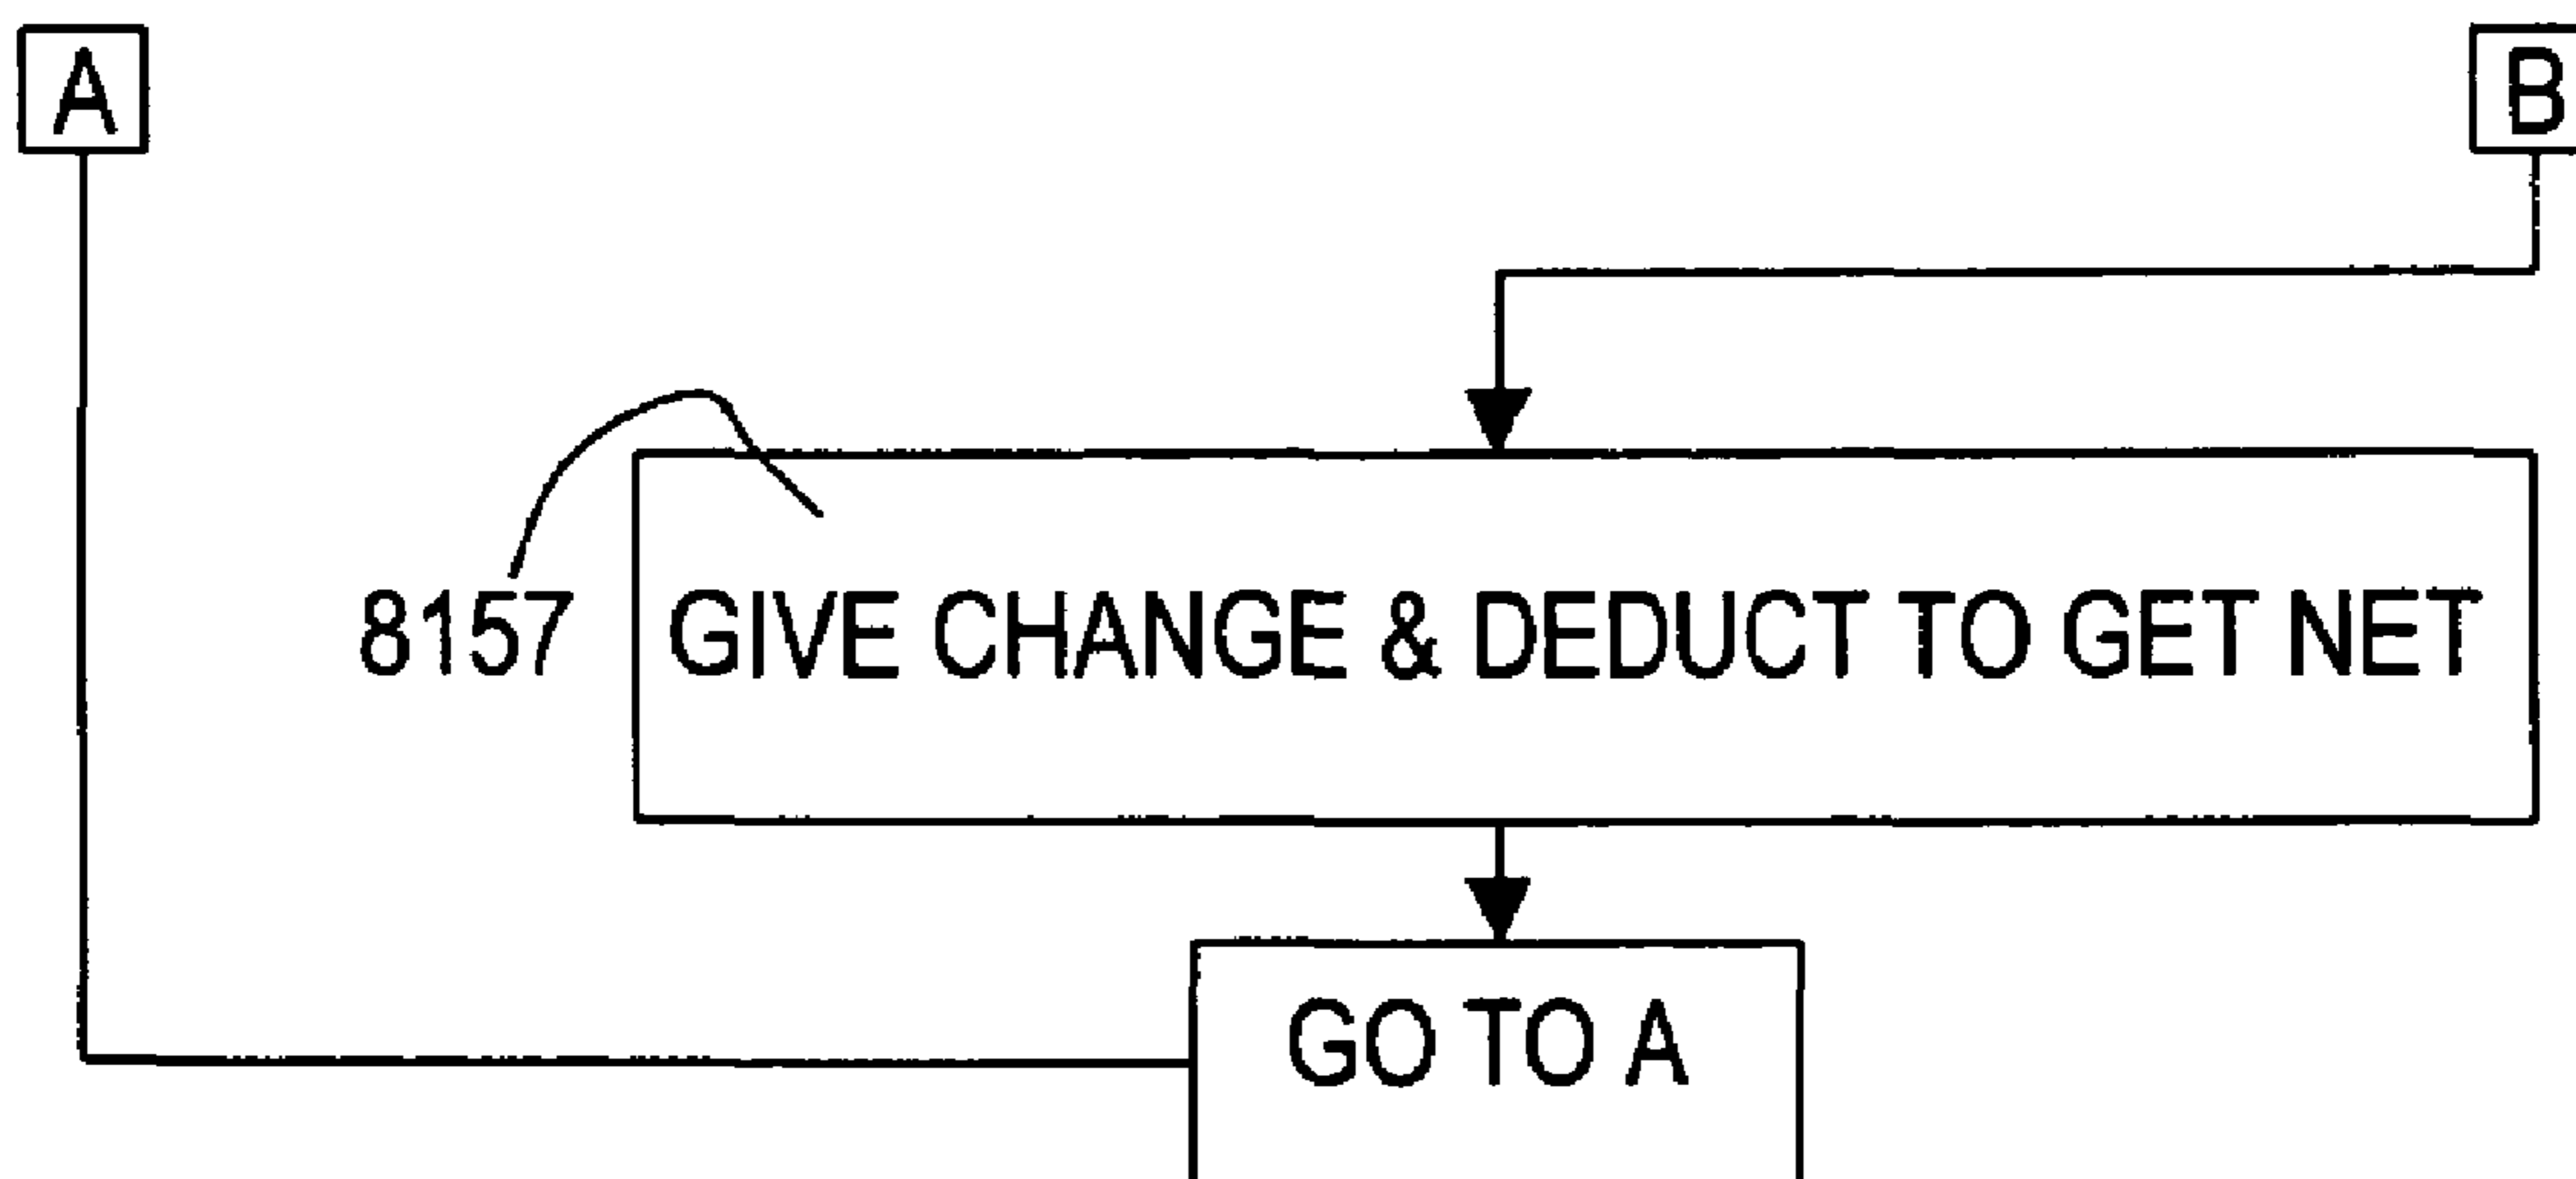 A
B
8157
GIVE CHANGE & DEDUCT TO GET NET
GO TO A